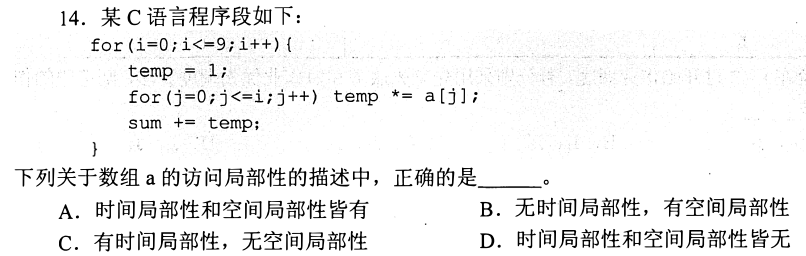 14. 某 C 语言程序段如下：
for(i=0;i<=9;i++){
temp = 1;
for(j=0;j<=i;j++) temp *= a[j];
sum += temp;
}
下列关于数组 a 的访问局部性的描述中，正确的是______。
A. 时间局部性和空间局部性皆有 B. 无时间局部性，有空间局部性
C. 有时间局部性，无空间局部性 D. 时间局部性和空间局部性皆无